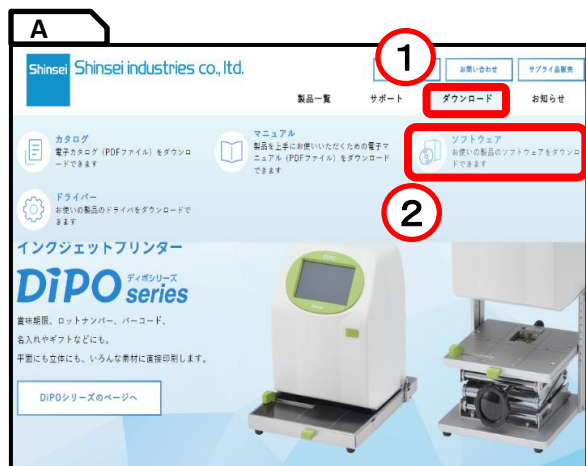 A
Shinsei
Shinsei industries co., ltd.
1
お問い合わせ
サプライ品販売
製品一覧
サポート
ダウンロード
お知らせ
カタログ
電子カタログ（PDFファイル）をダウンロ
ードできます
マニュアル
製品を上手にお使いいただくための電子マ
ニュアル（PDFファイル）をダウンロード
できます
ソフトウェア
お使いの製品のソフトウェアをダウンロー
ドできます
ドライバー
お使いの製品のドライバをダウンロードで
きます
2
インクジェットプリンター
DiPO ディポシリーズ
series
賞味期限、ロットナンバー、バーコード、
名入れやギフトなどにも。
平面にも立体にも、いろんな素材に直接印刷します。
DiPOシリーズのページへ